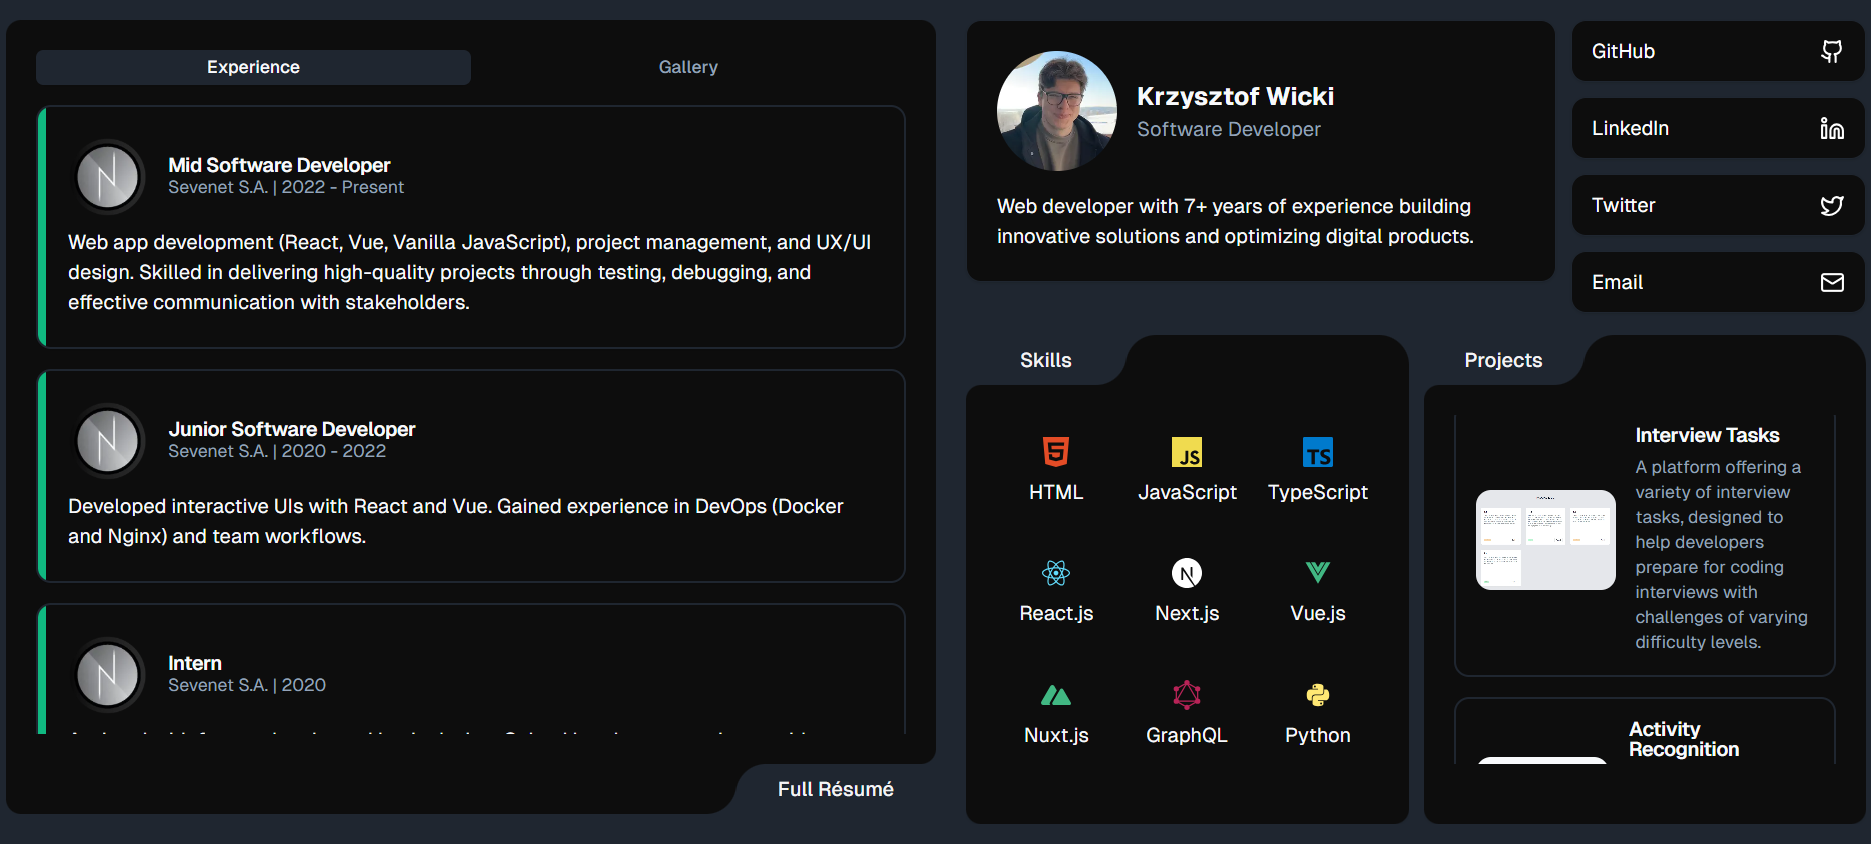 Experience
Gallery
Mid Software Developer
Sevenet S.A. | 2022 - Present
Web app development (React, Vue, Vanilla JavaScript), project management, and UX/UI
design. Skilled in delivering high-quality projects through testing, debugging, and
effective communication with stakeholders.
Junior Software Developer
Sevenet S.A. | 2020 - 2022
Developed interactive UIs with React and Vue. Gained experience in DevOps (Docker
and Nginx) and team workflows.
Intern
Sevenet S.A. | 2020
Full Résumé
Krzysztof Wicki
Software Developer
Web developer with 7+ years of experience building
innovative solutions and optimizing digital products.
GitHub
LinkedIn
Twitter
Email
Skills
HTML
JS
JavaScript
TS
TypeScript
React.js
N
Next.js
Vue.js
Nuxt.js
GraphQL
Python
Projects
Interview Tasks
A platform offering a
variety of interview
tasks, designed to
help developers
prepare for coding
interviews with
challenges of varying
difficulty levels.
Activity
Recognition